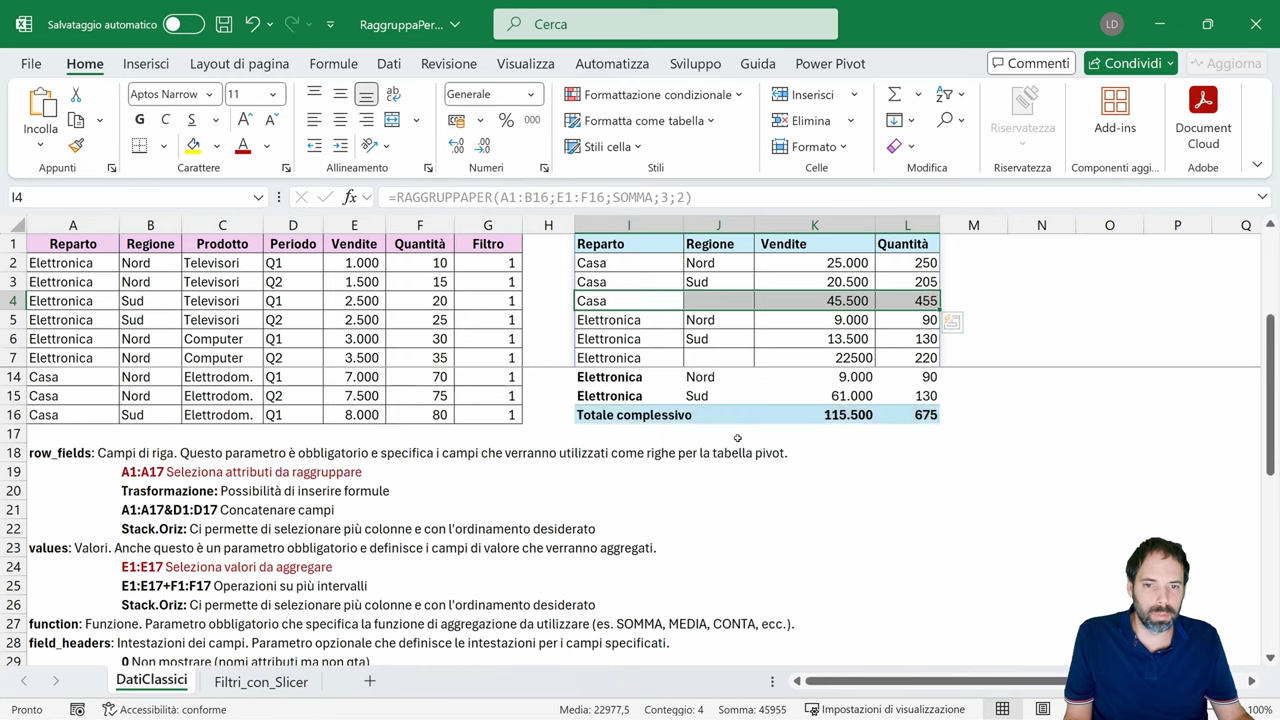 Salvataggio automatico
RaggruppaPer...
Cerca
LD
File Home Inserisci Layout di pagina Formule Dati Revisione Visualizza Automatizza Sviluppo Guida Power Pivot Commenti Condividi Aggiorna
Aptos Narrow 11 Generale Formattazione condizionale Inserisci
Incolla G C S % 000 Formatta come tabella Elimina Riservatezza Add-ins Document Cloud
Stili cella Formato
Appunti Carattere Allineamento Numeri Stili Celle Modifica Riservatezza Componenti aggi... Adobe
I4 fx =RAGGRUPPAPER(A1:B16;E1:F16;SOMMA;3;2)
A B C D E F G H I J K L M N O P Q
1 Reparto Regione Prodotto Periodo Vendite Quantità Filtro Reparto Regione Vendite Quantità
2 Elettronica Nord Televisori Q1 1.000 10 1 Casa Nord 25.000 250
3 Elettronica Nord Televisori Q2 1.500 15 1 Casa Sud 20.500 205
4 Elettronica Sud Televisori Q1 2.500 20 1 Casa 45.500 455
5 Elettronica Sud Televisori Q2 2.500 25 1 Elettronica Nord 9.000 90
6 Elettronica Nord Computer Q1 3.000 30 1 Elettronica Sud 13.500 130
7 Elettronica Nord Computer Q2 3.500 35 1 Elettronica 22500 220
14 Casa Nord Elettrodom. Q1 7.000 70 1 Elettronica Nord 9.000 90
15 Casa Nord Elettrodom. Q2 7.500 75 1 Elettronica Sud 61.000 130
16 Casa Sud Elettrodom. Q1 8.000 80 1 Totale complessivo 115.500 675
17
18 row_fields: Campi di riga. Questo parametro è obbligatorio e specifica i campi che verranno utilizzati come righe per la tabella pivot.
19 A1:A17 Seleziona attributi da raggruppare
20 Trasformazione: Possibilità di inserire formule
21 A1:A17&D1:D17 Concatenare campi
22 Stack.Oriz: Ci permette di selezionare più colonne e con l'ordinamento desiderato
23 values: Valori. Anche questo è un parametro obbligatorio e definisce i campi di valore che verranno aggregati.
24 E1:E17 Seleziona valori da aggregare
25 E1:E17+F1:F17 Operazioni su più intervalli
26 Stack.Oriz: Ci permette di selezionare più colonne e con l'ordinamento desiderato
27 function: Funzione. Parametro obbligatorio che specifica la funzione di aggregazione da utilizzare (es. SOMMA, MEDIA, CONTA, ecc.).
28 field_headers: Intestazioni dei campi. Parametro opzionale che definisce le intestazioni per i campi specificati.
29 0 Non mostrare (nomi attributi ma non qta)
DatiClassici Filtri_con_Slicer
Pronto Accessibilità: conforme Media: 22977,5 Conteggio: 4 Somma: 45955 Impostazioni di visualizzazione 100%